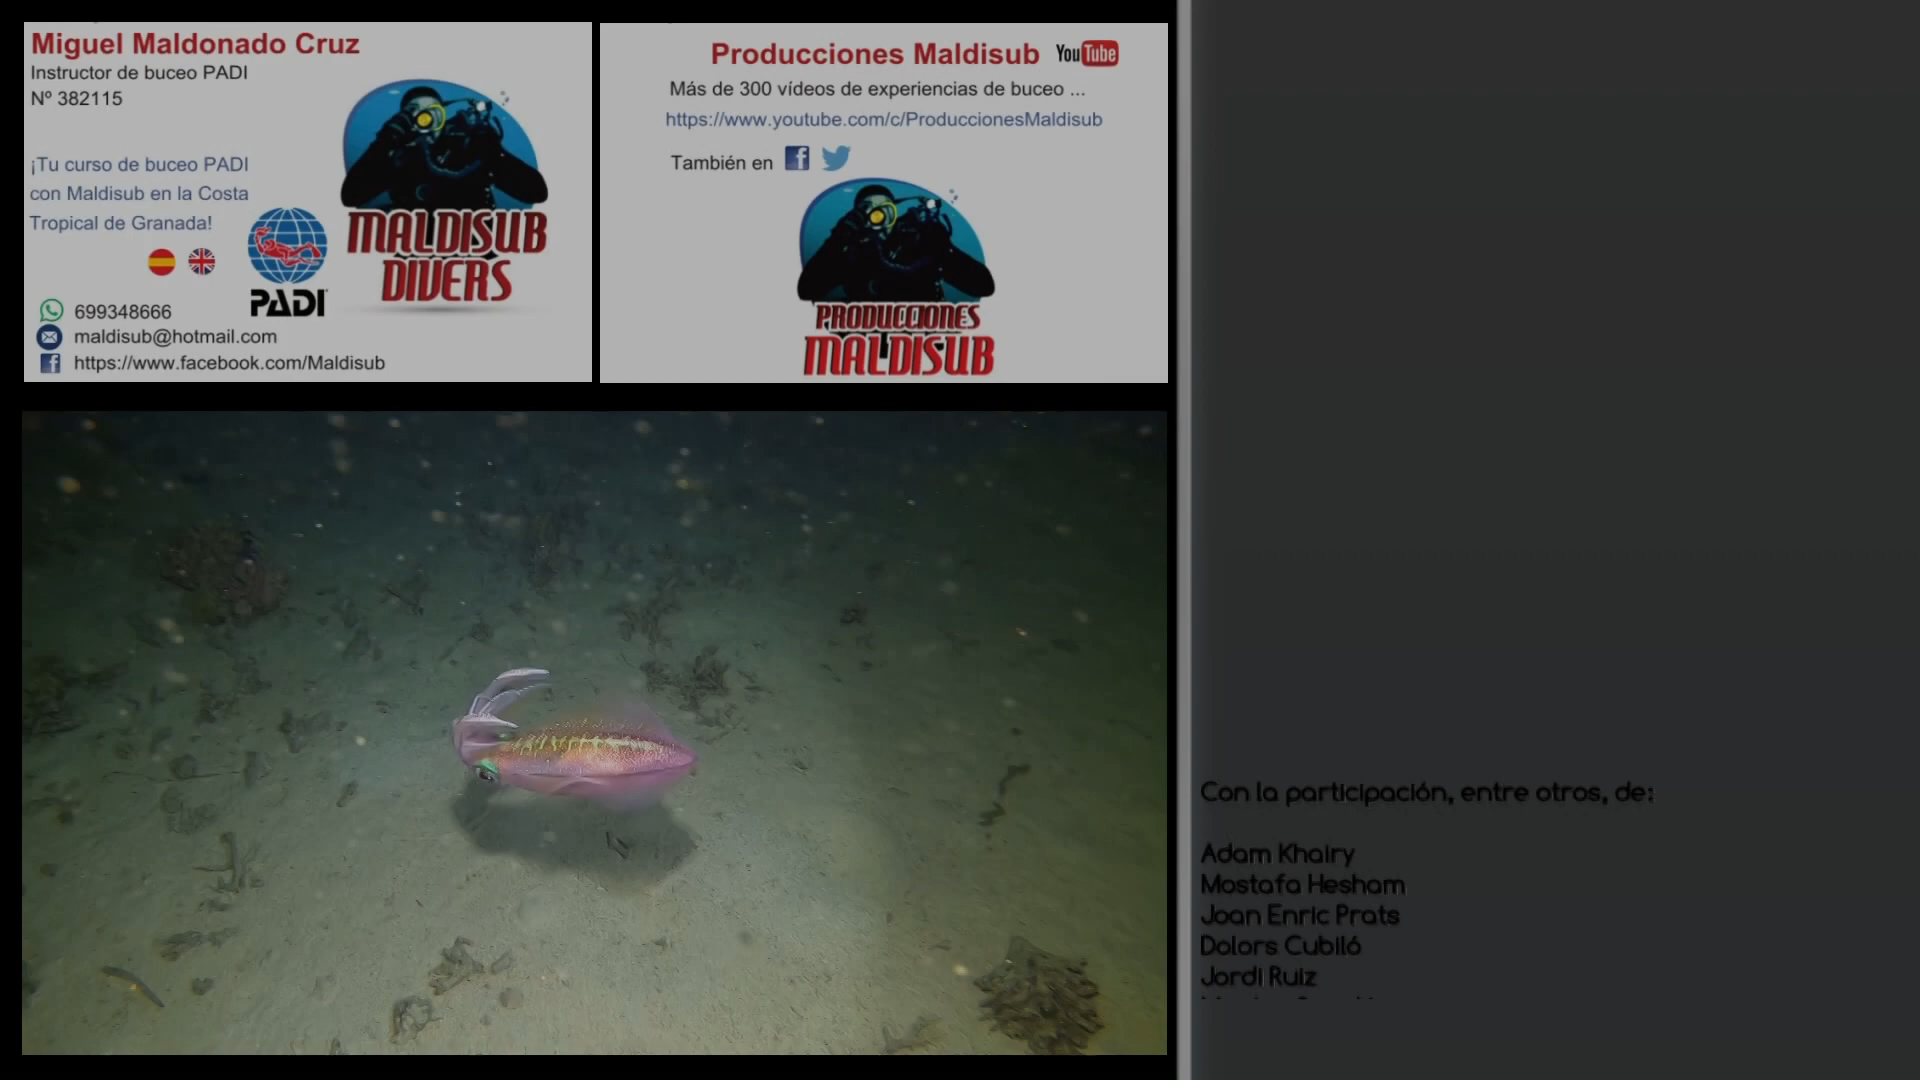 Miguel Maldonado Cruz
Instructor de buceo PADI
Nº 382115
¡Tu curso de buceo PADI
con Maldisub en la Costa
Tropical de Granada!
PADI
MALDISUB
DIVERS
699348666
maldisub@hotmail.com
https://www.facebook.com/Maldisub
Producciones Maldisub YouTube
Más de 300 vídeos de experiencias de buceo ...
https://www.youtube.com/c/ProduccionesMaldisub
También en
PRODUCCIONES
MALDISUB
Con la participación, entre otros, de:
Adam Khairy
Mostafa Hesham
Joan Enric Prats
Dolors Cubiló
Jordi Ruiz